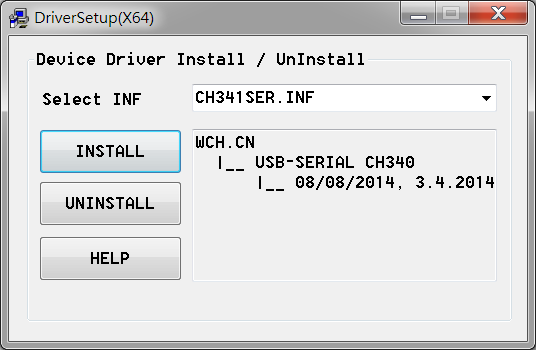 DriverSetup(X64)
Device Driver Install / UnInstall
Select INF
CH341SER.INF
INSTALL
UNINSTALL
HELP
WCH.CN
|__ USB-SERIAL CH340
|__ 08/08/2014, 3.4.2014